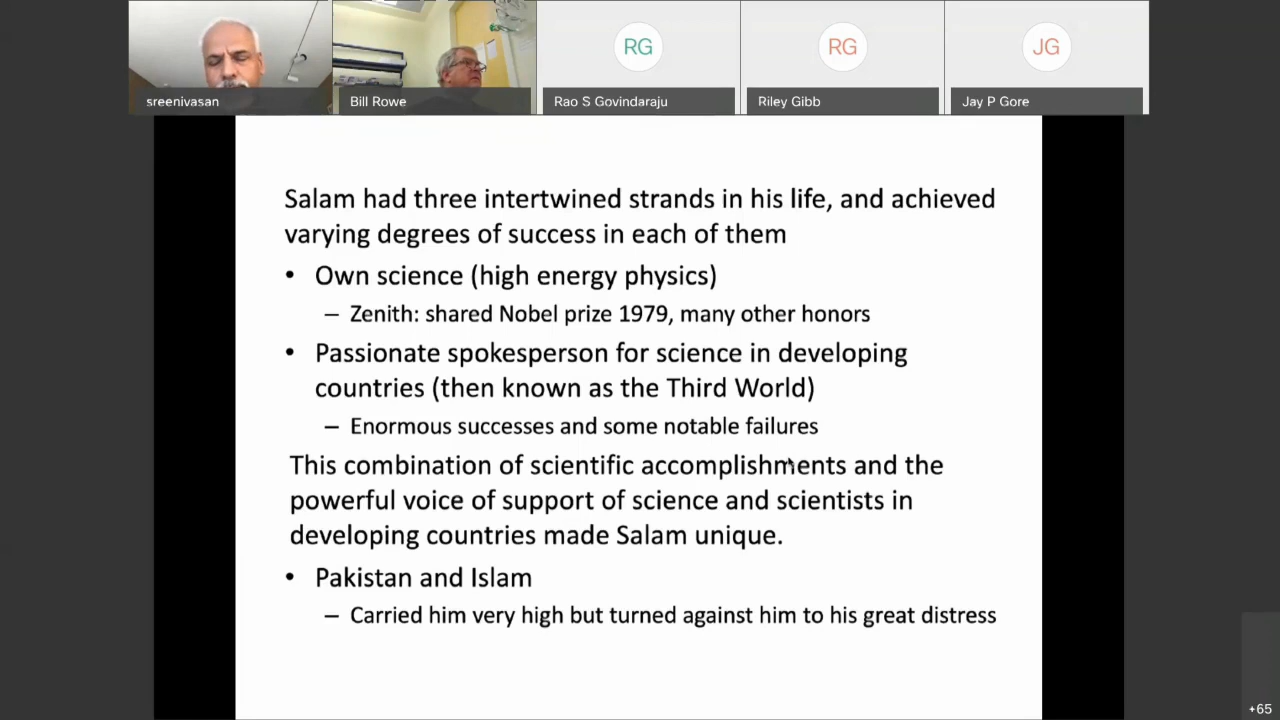 RG
RG
JG
sreenivasan
Bill Rowe
Rao S Govindaraju
Riley Gibb
Jay P Gore
Salam had three intertwined strands in his life, and achieved
varying degrees of success in each of them
• Own science (high energy physics)
– Zenith: shared Nobel prize 1979, many other honors
• Passionate spokesperson for science in developing
countries (then known as the Third World)
– Enormous successes and some notable failures
This combination of scientific accomplishments and the
powerful voice of support of science and scientists in
developing countries made Salam unique.
• Pakistan and Islam
– Carried him very high but turned against him to his great distress
+65